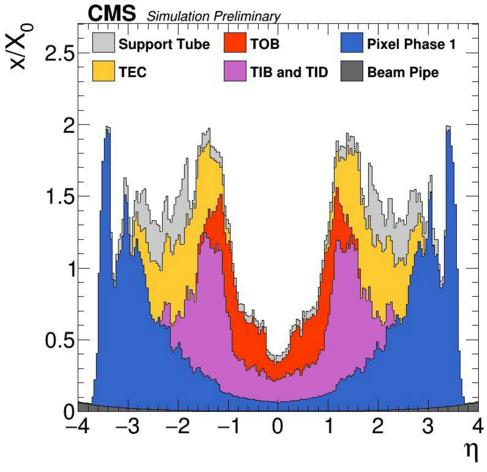 CMS Simulation Preliminary
x/X0
Support Tube TOB Pixel Phase 1
TEC TIB and TID Beam Pipe
2.5
2
1.5
1
0.5
0
−4 −3 −2 −1 0 1 2 3 4
η